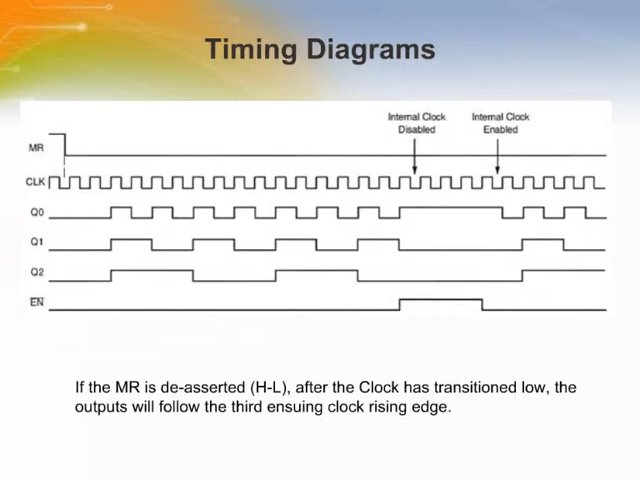 Timing Diagrams
Internal Clock Internal Clock
Disabled Enabled
MR
CLK
Q0
Q1
Q2
EN
If the MR is de-asserted (H-L), after the Clock has transitioned low, the
outputs will follow the third ensuing clock rising edge.